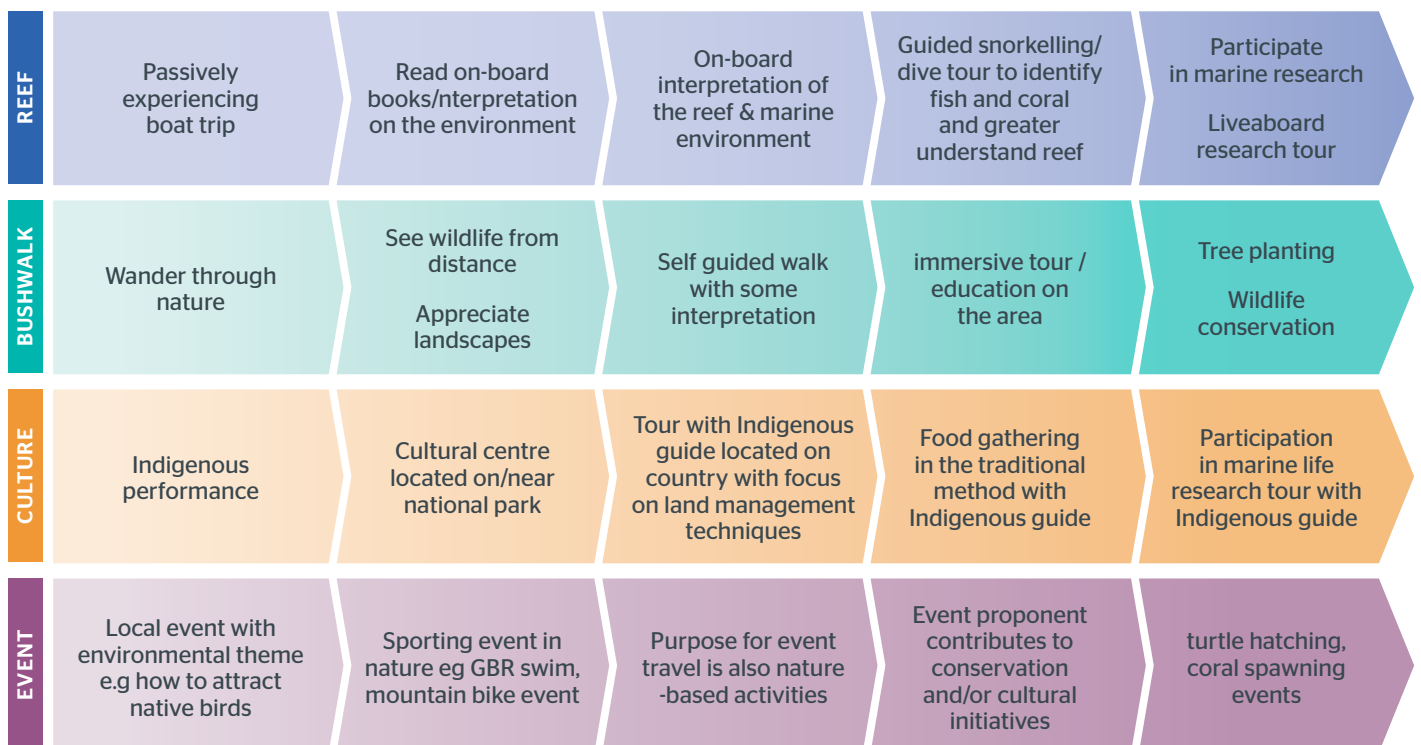 REEF
Passively
experiencing
boat trip
Read on-board
books/nterpretation
on the environment
On-board
interpretation of
the reef & marine
environment
Guided snorkelling/
dive tour to identify
fish and coral
and greater
understand reef
Participate
in marine research
Liveaboard
research tour
BUSHWALK
Wander through
nature
See wildlife from
distance
Appreciate
landscapes
Self guided walk
with some
interpretation
immersive tour /
education on
the area
Tree planting
Wildlife
conservation
CULTURE
Indigenous
performance
Cultural centre
located on/near
national park
Tour with Indigenous
guide located on
country with focus
on land management
techniques
Food gathering
in the traditional
method with
Indigenous guide
Participation
in marine life
research tour with
Indigenous guide
EVENT
Local event with
environmental theme
e.g how to attract
native birds
Sporting event in
nature eg GBR swim,
mountain bike event
Purpose for event
travel is also nature
-based activities
Event proponent
contributes to
conservation
and/or cultural
initiatives
turtle hatching,
coral spawning
events